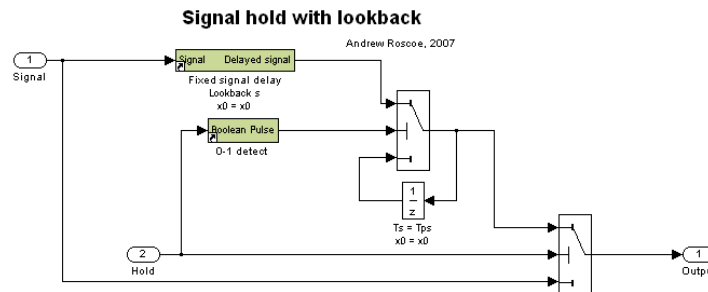 Signal hold with lookback
Andrew Roscoe, 2007
1
Signal
Signal Delayed signal
Fixed signal delay
Lookback s
x0 = x0
Boolean Pulse
0-1 detect
1
z
Ts = Tps
x0 = x0
2
Hold
1
Outpu